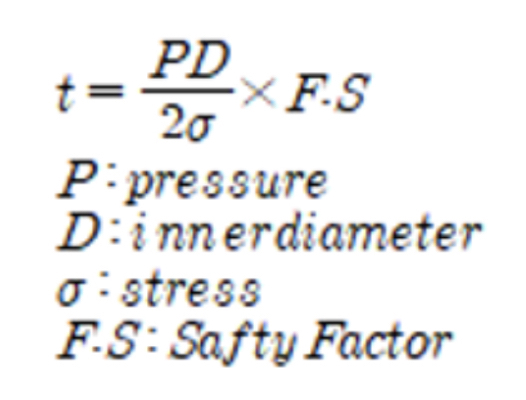 t = PD/2σ × F.S
P : pressure
D : innerdiameter
σ : stress
F.S : Safty Factor